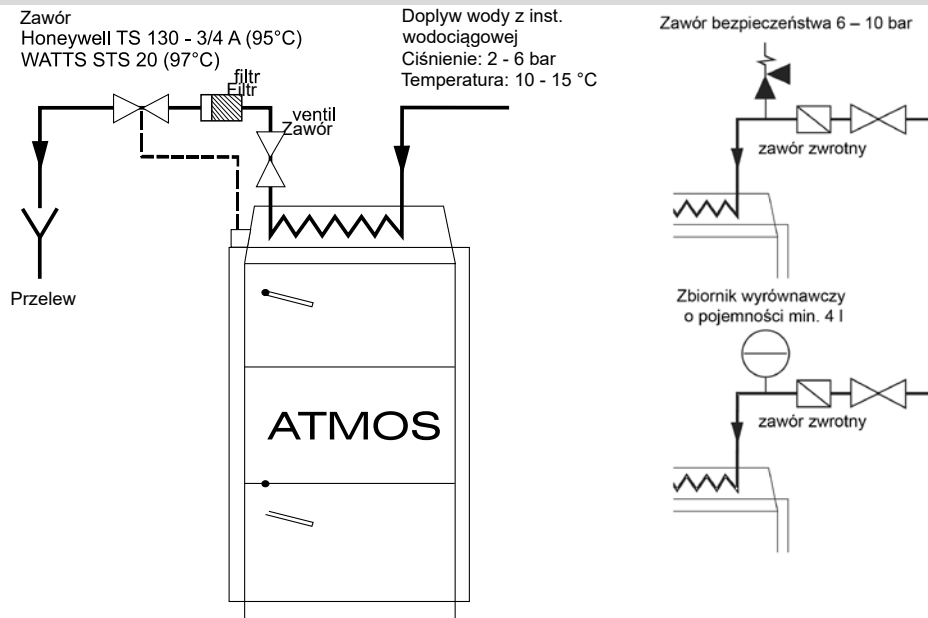 Zawór
Honeywell TS 130 - 3/4 A (95°C)
WATTS STS 20 (97°C)
filtr
Filtr
ventil
Zawór
Przelew
Doplyw wody z inst.
wodociągowej
Ciśnienie: 2 - 6 bar
Temperatura: 10 - 15 °C
ATMOS
Zawór bezpieczeństwa 6 – 10 bar
zawór zwrotny
Zbiornik wyrównawczy
o pojemności min. 4 l
zawór zwrotny